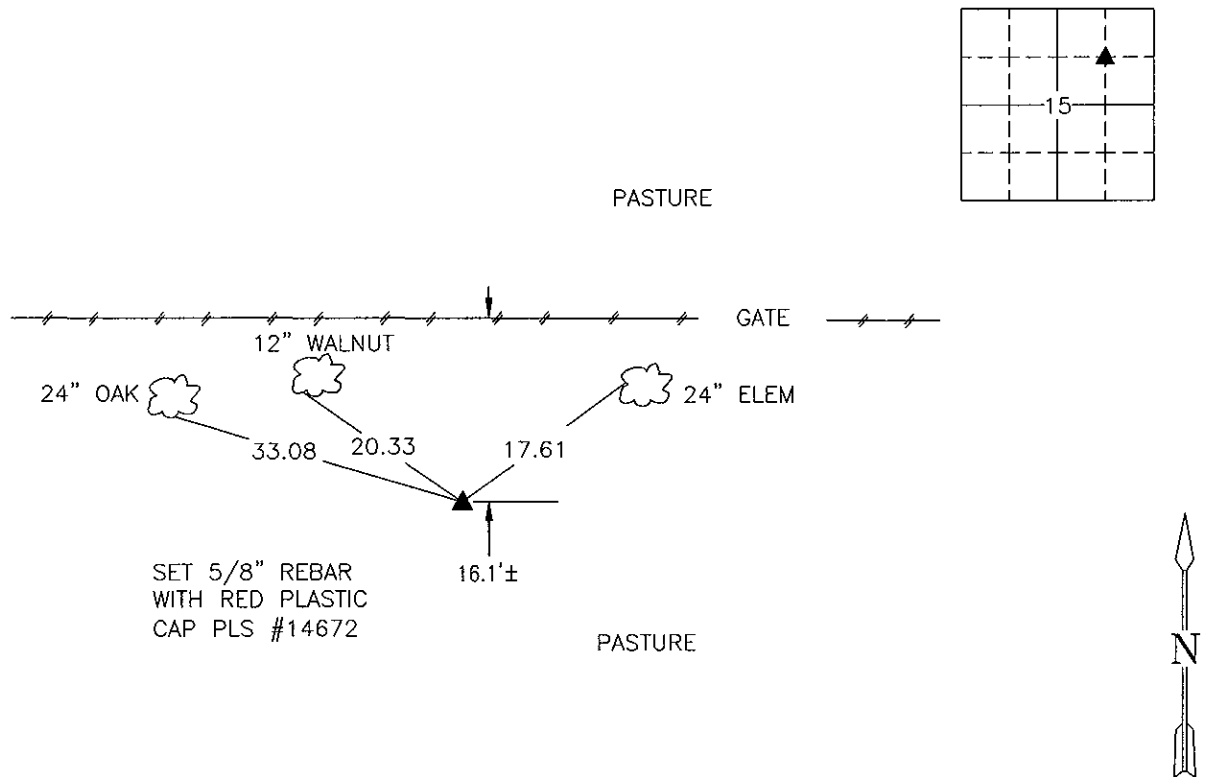 15
PASTURE
GATE
12" WALNUT
24" OAK
24" ELEM
33.08
20.33
17.61
SET 5/8" REBAR
WITH RED PLASTIC
CAP PLS #14672
16.1'±
PASTURE
N